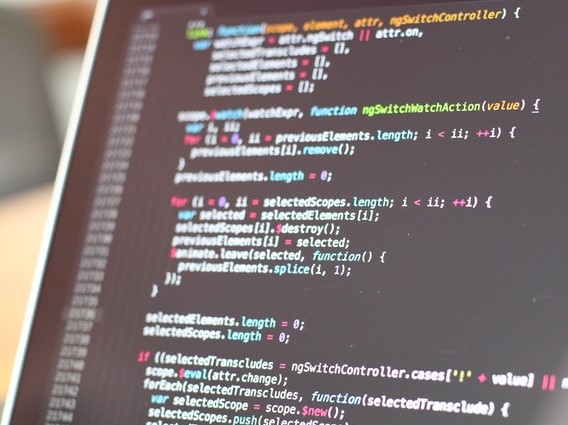 link: function(scope, element, attr, ngSwitchController) {
var watchExpr = attr.ngSwitch || attr.on,
selectedTranscludes = [],
selectedElements = [],
previousElements = [],
selectedScopes = [];
scope.$watch(watchExpr, function ngSwitchWatchAction(value) {
var i, ii;
for (i = 0, ii = previousElements.length; i < ii; ++i) {
previousElements[i].remove();
}
previousElements.length = 0;
for (i = 0, ii = selectedScopes.length; i < ii; ++i) {
var selected = selectedElements[i];
selectedScopes[i].$destroy();
previousElements[i] = selected;
$animate.leave(selected, function() {
previousElements.splice(i, 1);
});
}
selectedElements.length = 0;
selectedScopes.length = 0;
if ((selectedTranscludes = ngSwitchController.cases['!' + value] ||
scope.$eval(attr.change);
forEach(selectedTranscludes, function(selectedTransclude) {
var selectedScope = scope.$new();
selectedScopes.push(selectedScope